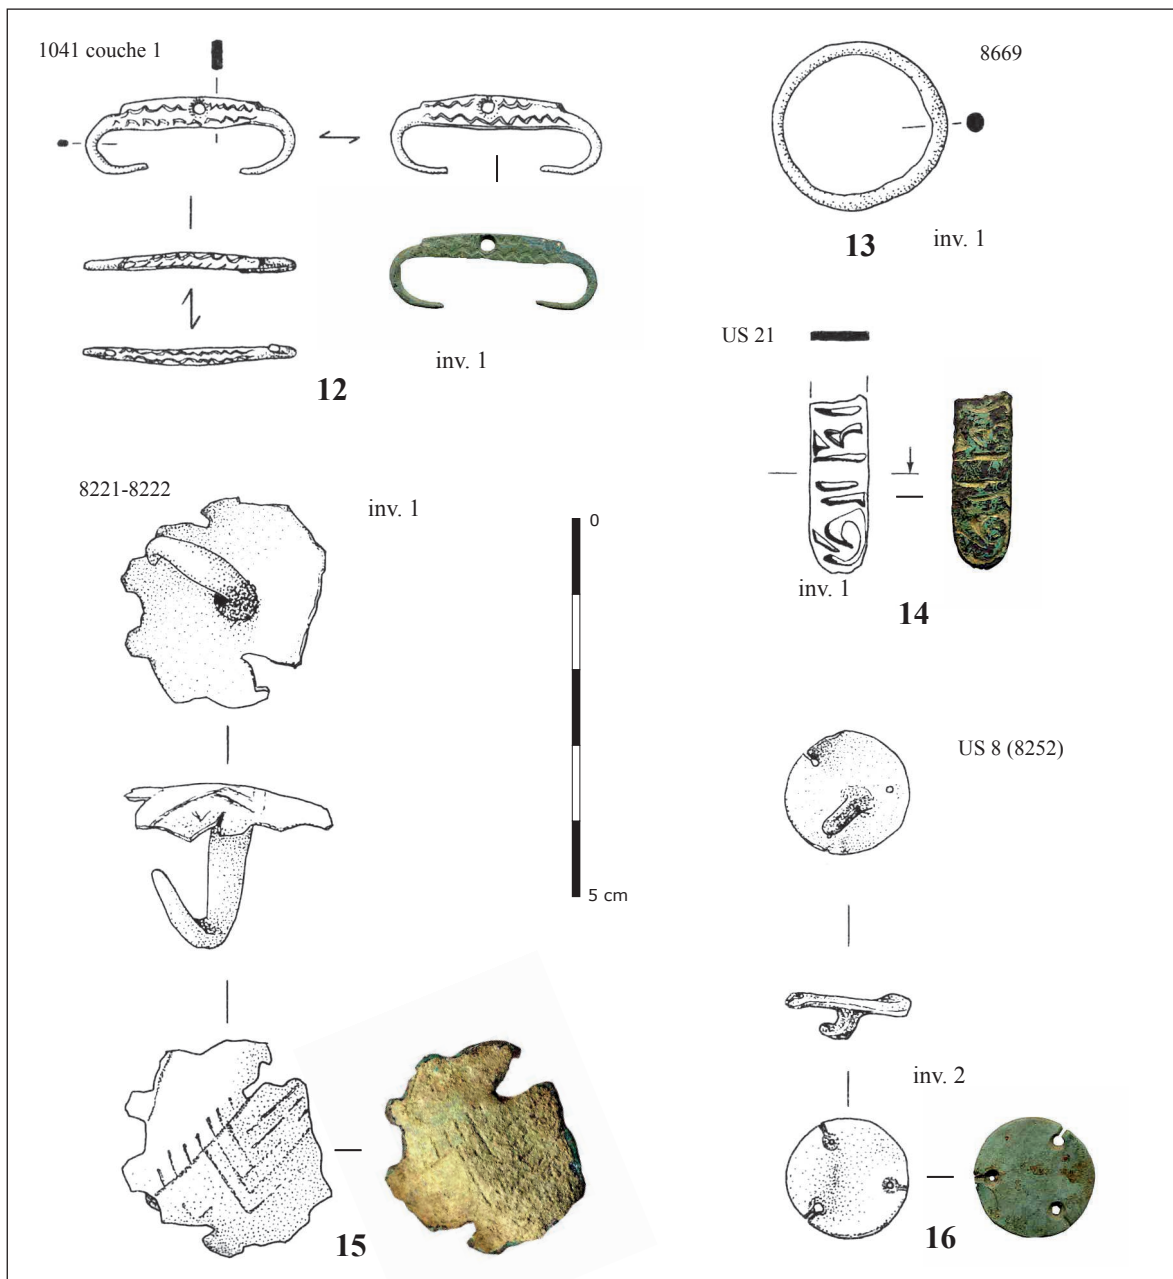 1041 couche 1
inv. 1
12
8669
13
inv. 1
US 21
inv. 1
14
8221-8222
inv. 1
0
5 cm
15
US 8 (8252)
inv. 2
16